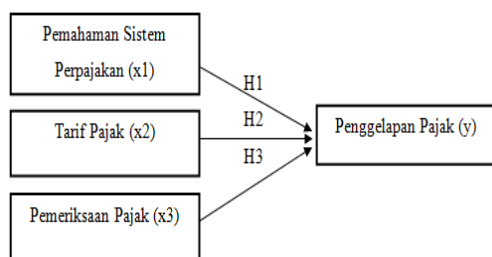 Pemahaman Sistem
Perpajakan (x1)
H1
H2
Tarif Pajak (x2)
Penggelapan Pajak (y)
H3
Pemeriksaan Pajak (x3)